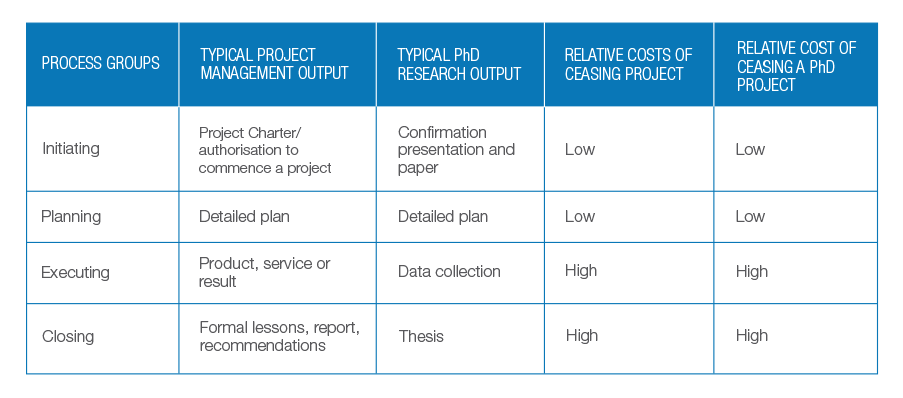 PROCESS GROUPS
TYPICAL PROJECT
MANAGEMENT OUTPUT
TYPICAL PhD
RESEARCH OUTPUT
RELATIVE COSTS OF
CEASING PROJECT
RELATIVE COST OF
CEASING A PhD
PROJECT
Initiating
Project Charter/
authorisation to
commence a project
Confirmation
presentation and
paper
Low
Low
Planning
Detailed plan
Detailed plan
Low
Low
Executing
Product, service or
result
Data collection
High
High
Closing
Formal lessons, report,
recommendations
Thesis
High
High